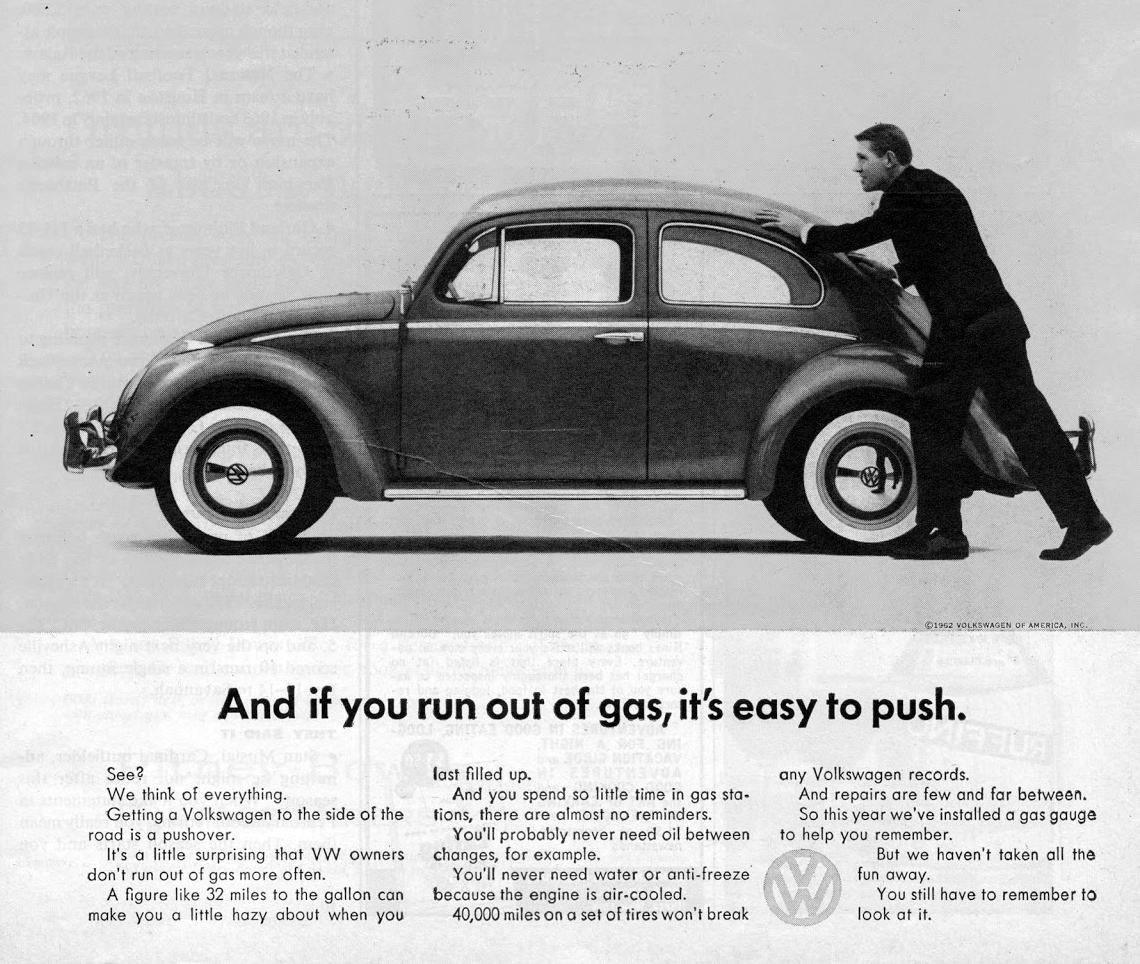 ©1962 VOLKSWAGEN OF AMERICA, INC.
And if you run out of gas, it's easy to push.
See?
We think of everything.
Getting a Volkswagen to the side of the
road is a pushover.
It's a little surprising that VW owners
don't run out of gas more often.
A figure like 32 miles to the gallon can
make you a little hazy about when you
last filled up.
And you spend so little time in gas sta-
tions, there are almost no reminders.
You'll probably never need oil between
changes, for example.
You'll never need water or anti-freeze
because the engine is air-cooled.
40,000 miles on a set of tires won't break
any Volkswagen records.
And repairs are few and far between.
So this year we've installed a gas gauge
to help you remember.
But we haven't taken all the
fun away.
You still have to remember to
look at it.